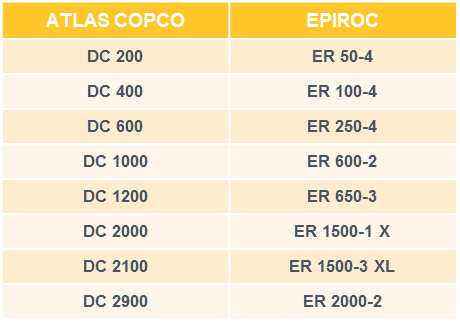 ATLAS COPCO EPIROC
DC 200 ER 50-4
DC 400 ER 100-4
DC 600 ER 250-4
DC 1000 ER 600-2
DC 1200 ER 650-3
DC 2000 ER 1500-1 X
DC 2100 ER 1500-3 XL
DC 2900 ER 2000-2